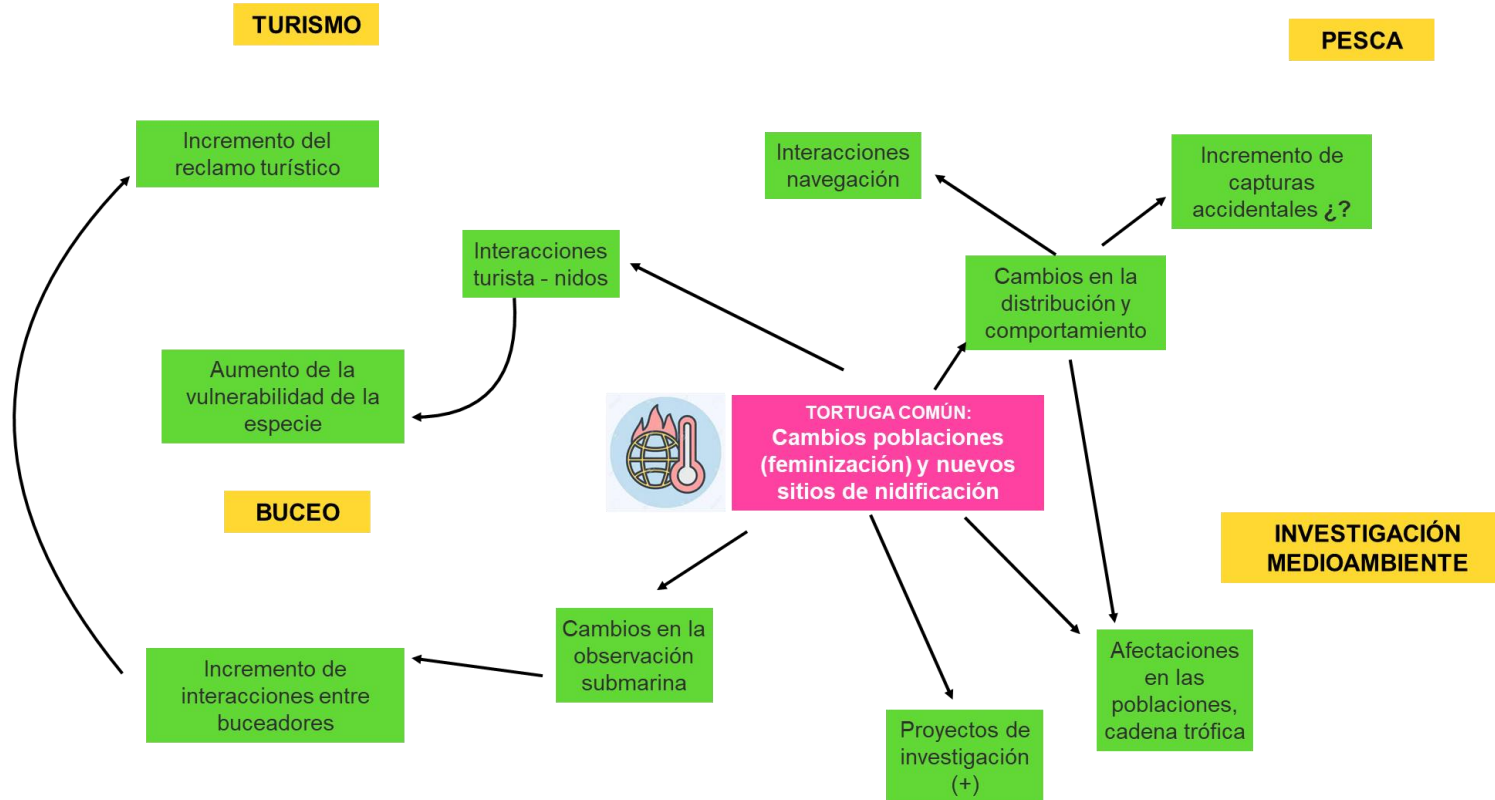 TURISMO
PESCA
Incremento del
reclamo turístico
Interacciones
navegación
Incremento de
capturas
accidentales ¿?
Interacciones
turista - nidos
Cambios en la
distribución y
comportamiento
Aumento de la
vulnerabilidad de la
especie
TORTUGA COMÚN:
Cambios poblaciones
(feminización) y nuevos
sitios de nidificación
BUCEO
INVESTIGACIÓN
MEDIOAMBIENTE
Cambios en la
observación
submarina
Afectaciones
en las
poblaciones,
cadena trófica
Incremento de
interacciones entre
buceadores
Proyectos de
investigación
(+)